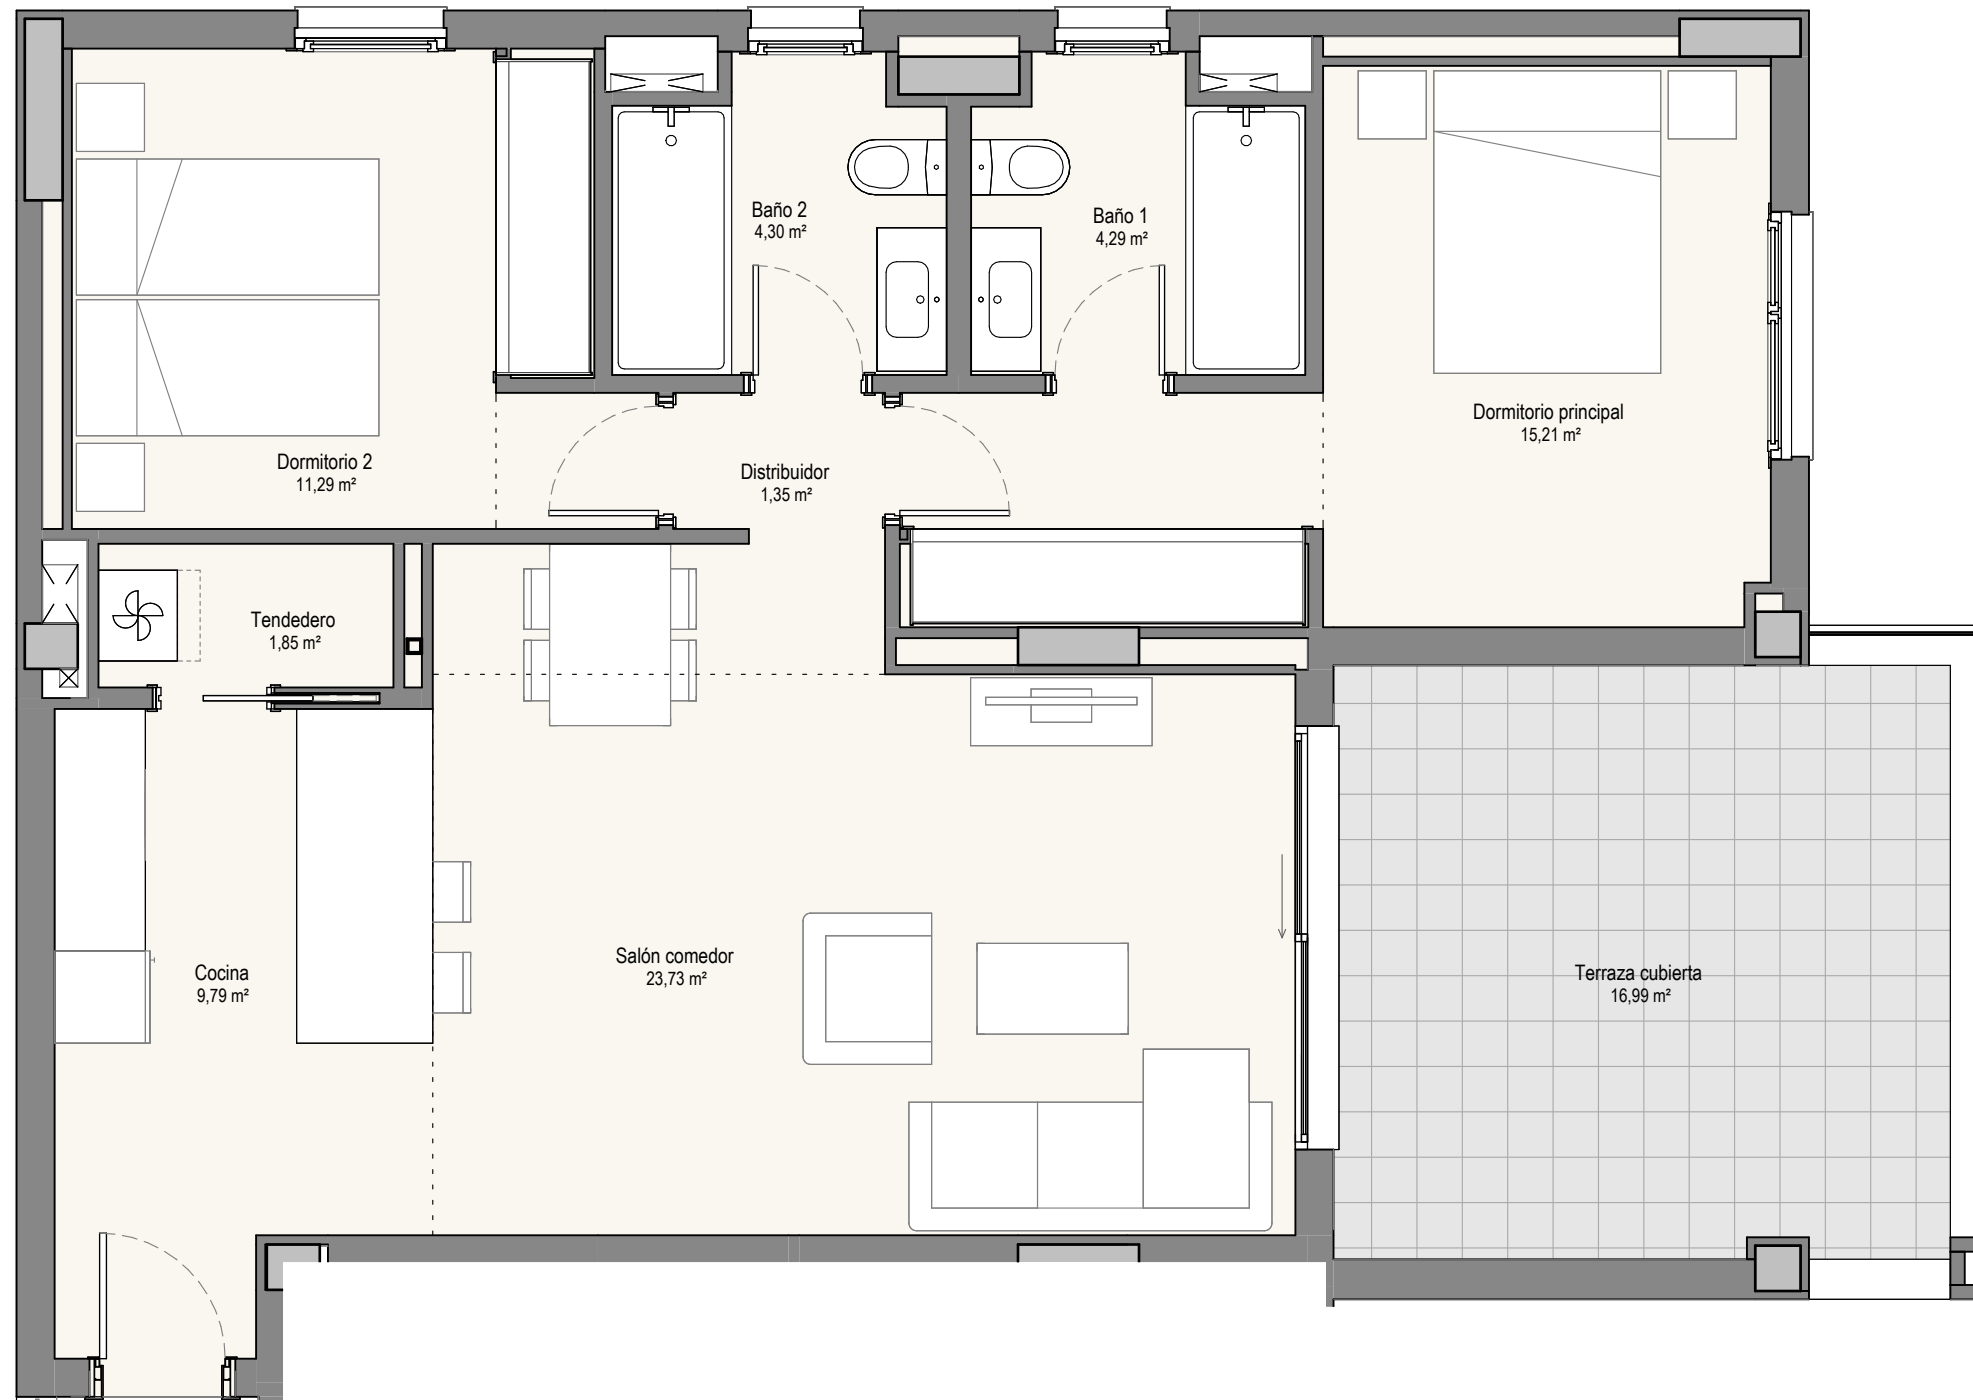 Baño 2
4,30 m²
Baño 1
4,29 m²
Dormitorio principal
15,21 m²
Dormitorio 2
11,29 m²
Distribuidor
1,35 m²
Tendedero
1,85 m²
Salón comedor
23,73 m²
Cocina
9,79 m²
Terraza cubierta
16,99 m²